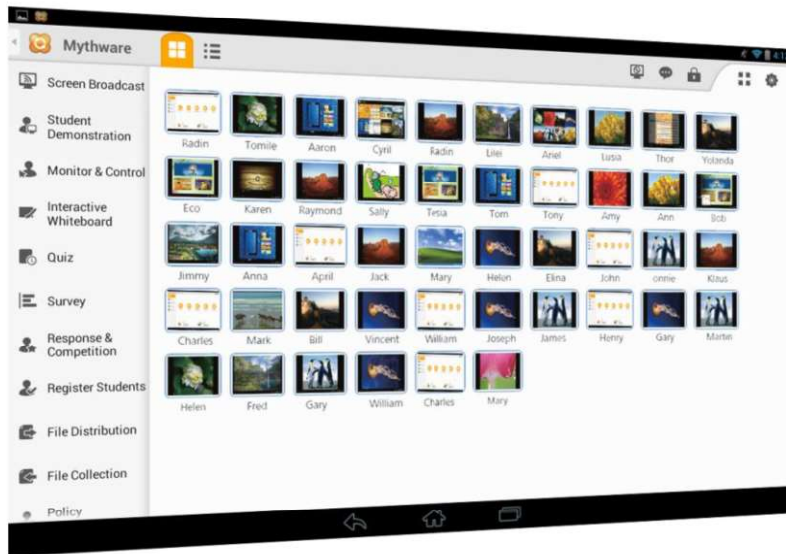 4:13
Mythware
Screen Broadcast
Student
Demonstration
Monitor & Control
Interactive
Whiteboard
Quiz
Survey
Response &
Competition
Register Students
File Distribution
File Collection
Policy
Radin Tomile Aaron Cyril Radin Lilei Ariel Lusia Thor Yolanda
Eco Karen Raymond Sally Tesia Tom Tony Amy Ann Bob
Jimmy Anna April Jack Mary Helen Elina John onnie Klaus
Charles Mark Bill Vincent William Joseph James Henry Gary Martin
Helen Fred Gary William Charles Mary